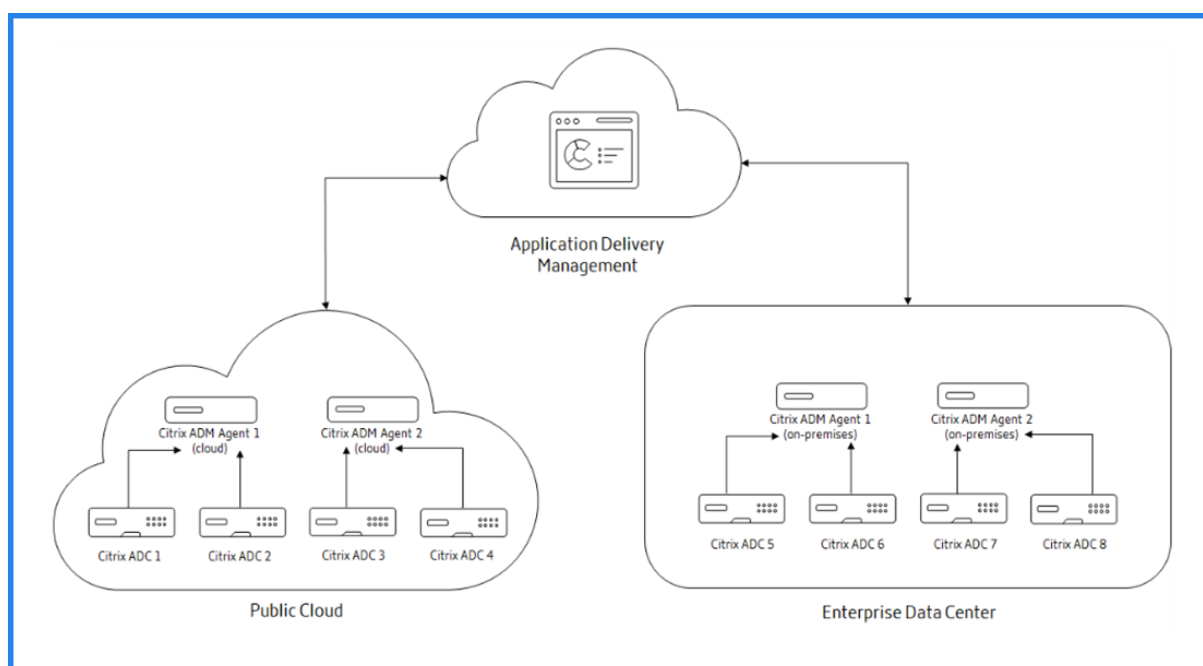 Application Delivery
Management
Citrix ADM Agent 1
(cloud)
Citrix ADM Agent 2
(cloud)
Citrix ADC 1
Citrix ADC 2
Citrix ADC 3
Citrix ADC 4
Public Cloud
Citrix ADM Agent 1
(on-premises)
Citrix ADM Agent 2
(on-premises)
Citrix ADC 5
Citrix ADC 6
Citrix ADC 7
Citrix ADC 8
Enterprise Data Center